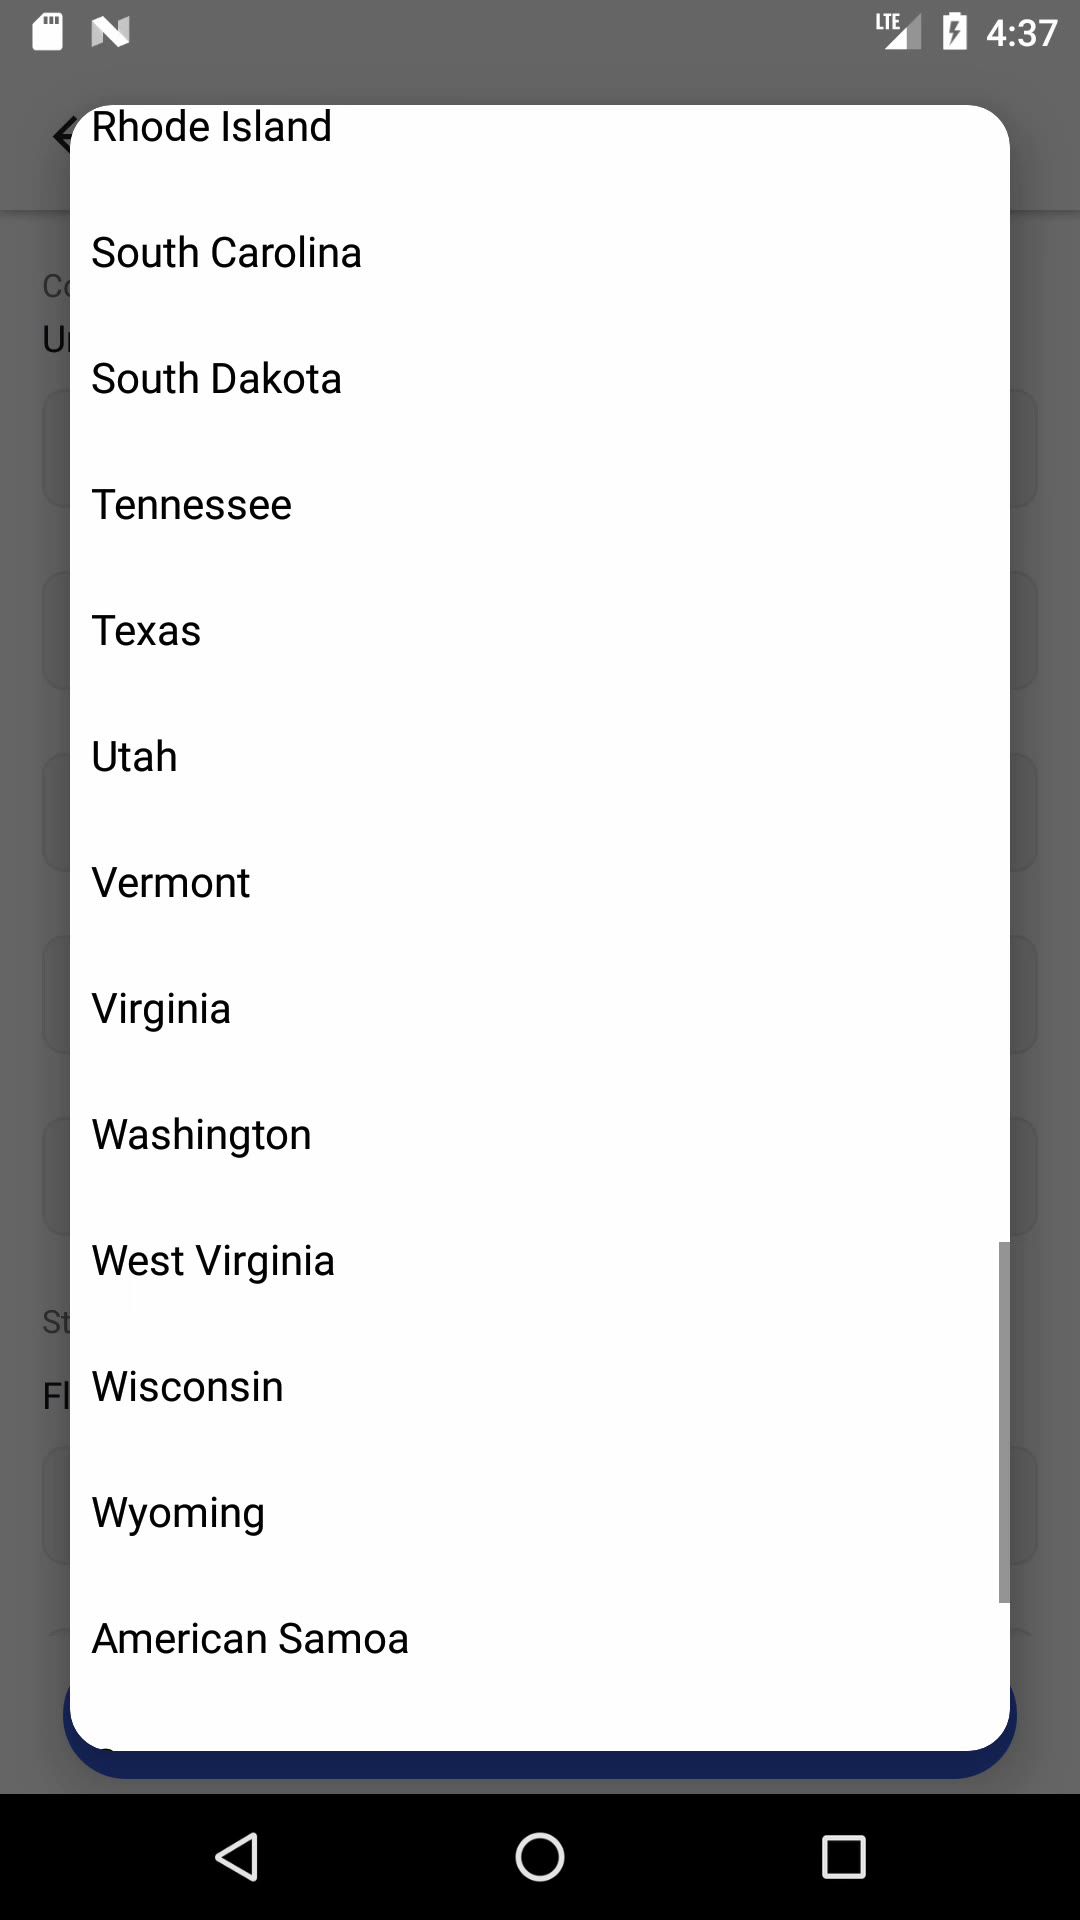 LTE 4:37
Rhode Island
South Carolina
South Dakota
Tennessee
Texas
Utah
Vermont
Virginia
Washington
West Virginia
Wisconsin
Wyoming
American Samoa